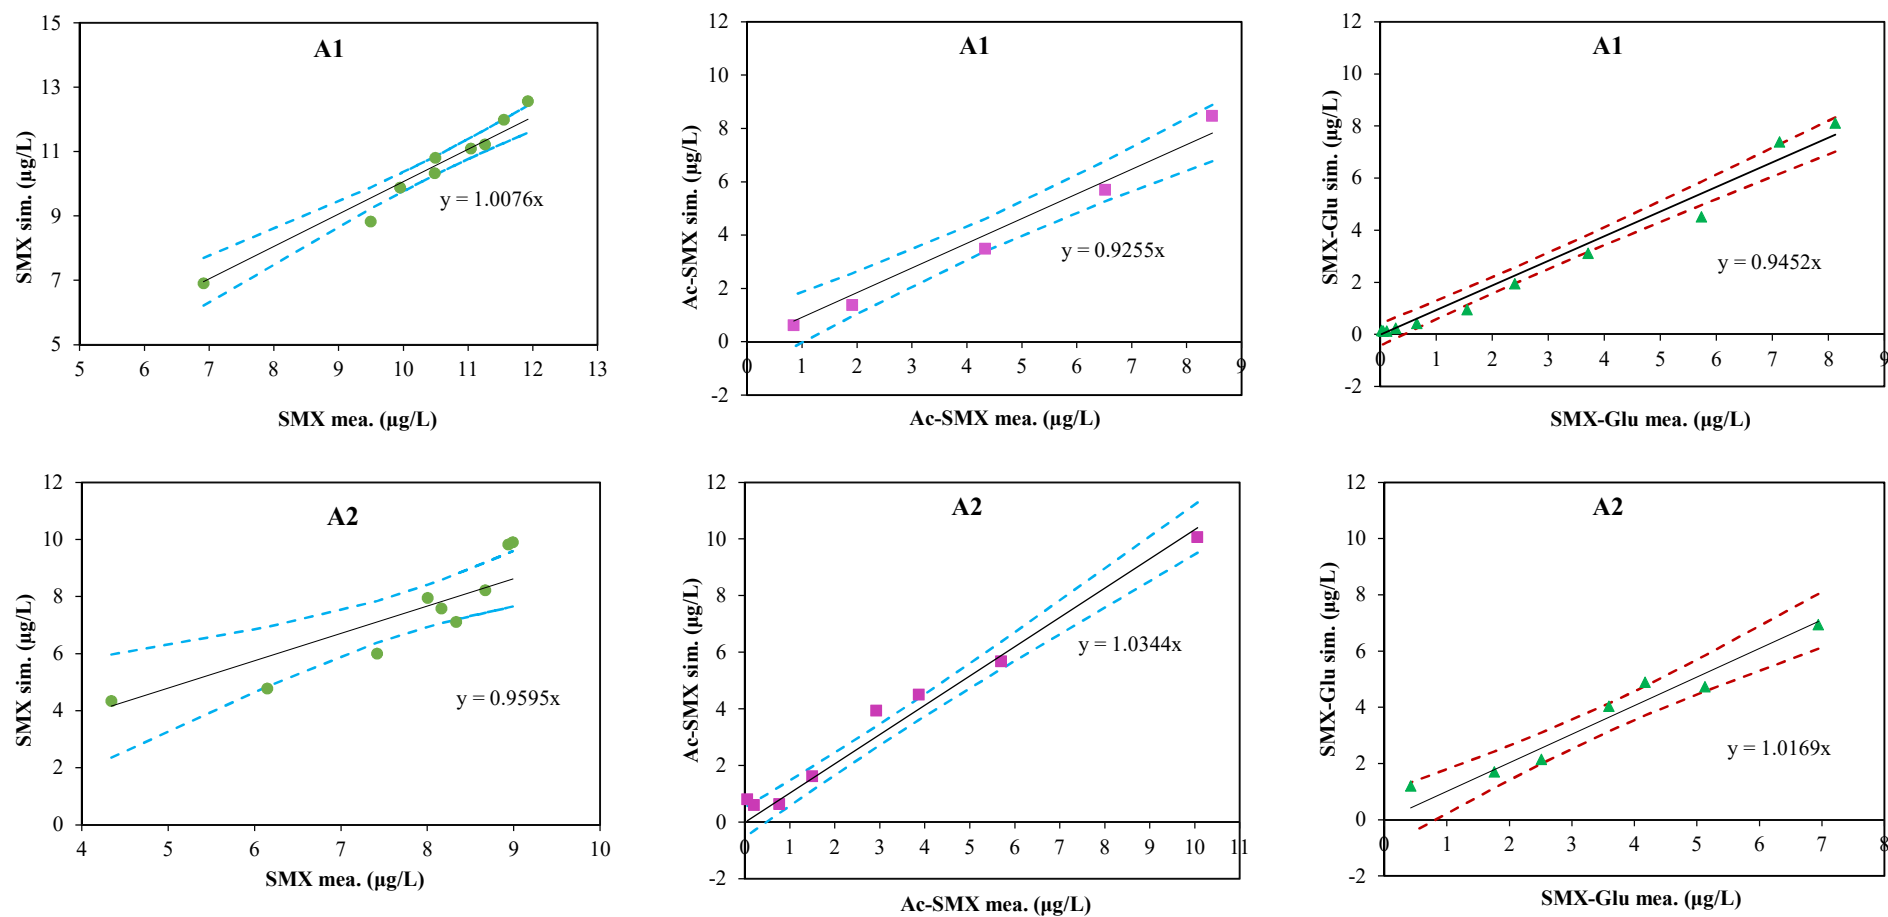 A1
SMX sim. (µg/L)
15
13
11
9
7
5
5 6 7 8 9 10 11 12 13
y = 1.0076x
SMX mea. (µg/L)
A1
Ac-SMX sim. (µg/L)
12
10
8
6
4
2
0
-2
0 1 2 3 4 5 6 7 8 9
y = 0.9255x
Ac-SMX mea. (µg/L)
A1
SMX-Glu sim. (µg/L)
12
10
8
6
4
2
0
-2
0 1 2 3 4 5 6 7 8 9
y = 0.9452x
SMX-Glu mea. (µg/L)
A2
SMX sim. (µg/L)
12
10
8
6
4
2
0
4 5 6 7 8 9 10
y = 0.9595x
SMX mea. (µg/L)
A2
Ac-SMX sim. (µg/L)
12
10
8
6
4
2
0
-2
0 1 2 3 4 5 6 7 8 9 10 11
y = 1.0344x
Ac-SMX mea. (µg/L)
A2
SMX-Glu sim. (µg/L)
12
10
8
6
4
2
0
-2
0 1 2 3 4 5 6 7 8
y = 1.0169x
SMX-Glu mea. (µg/L)